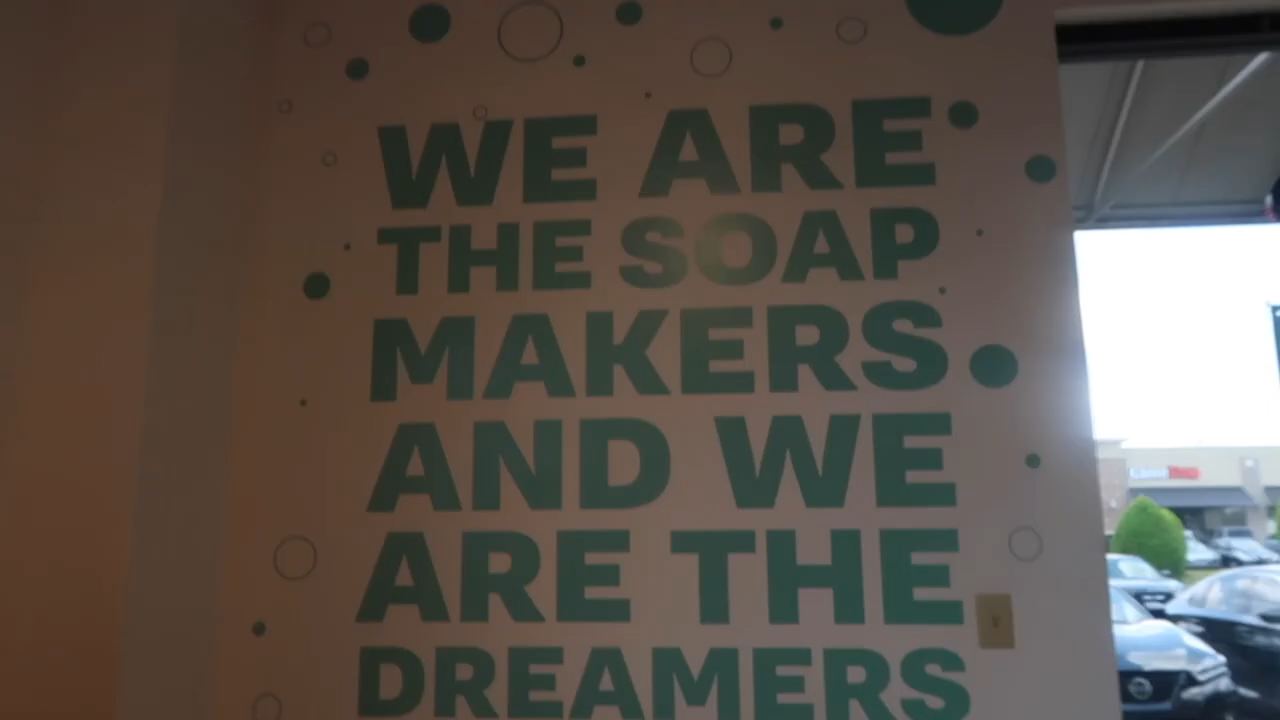 WE ARE
THE SOAP
MAKERS
AND WE
ARE THE
DREAMERS